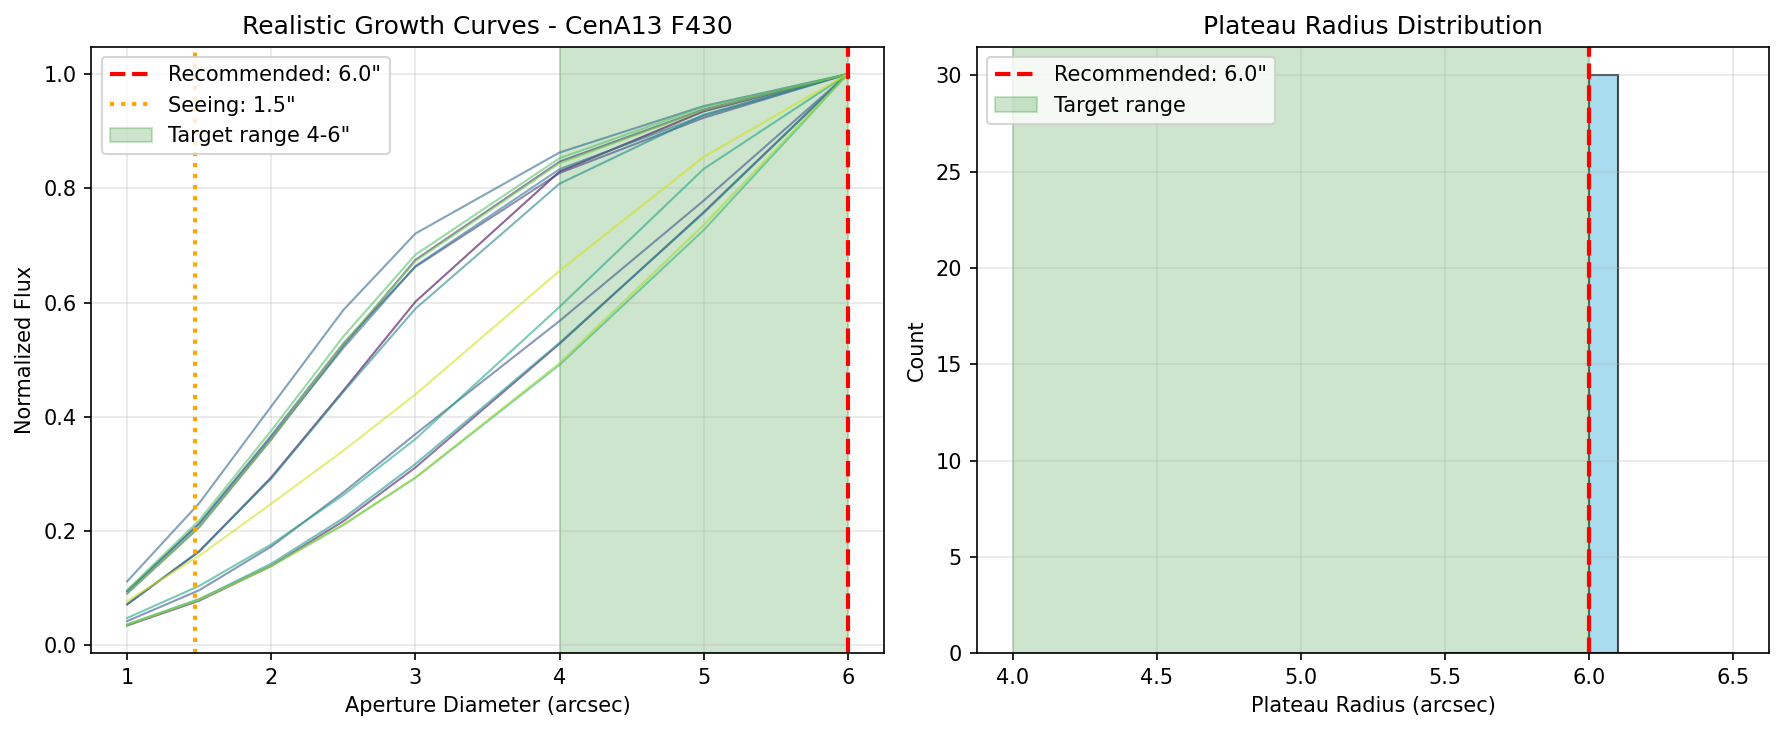 Realistic Growth Curves - CenA13 F430
Recommended: 6.0"
Seeing: 1.5"
Target range 4-6"
Normalized Flux
1.0
0.8
0.6
0.4
0.2
0.0
1 2 3 4 5 6
Aperture Diameter (arcsec)
Plateau Radius Distribution
Recommended: 6.0"
Target range
Count
30
25
20
15
10
5
0
4.0 4.5 5.0 5.5 6.0 6.5
Plateau Radius (arcsec)